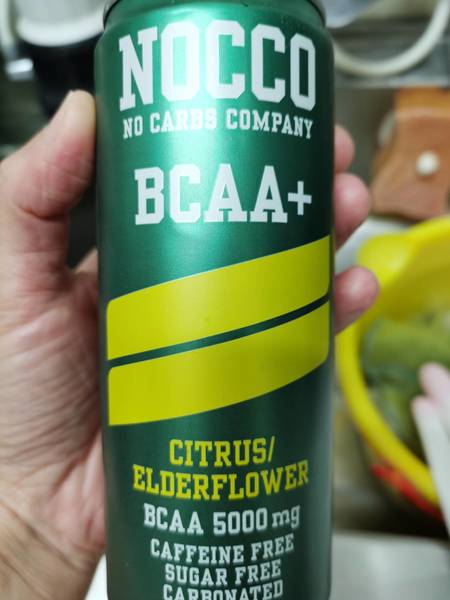 NOCCO
NO CARBS COMPANY
BCAA+
CITRUS/
ELDERFLOWER
BCAA 5000 mg
CAFFEINE FREE
SUGAR FREE
CARBONATED